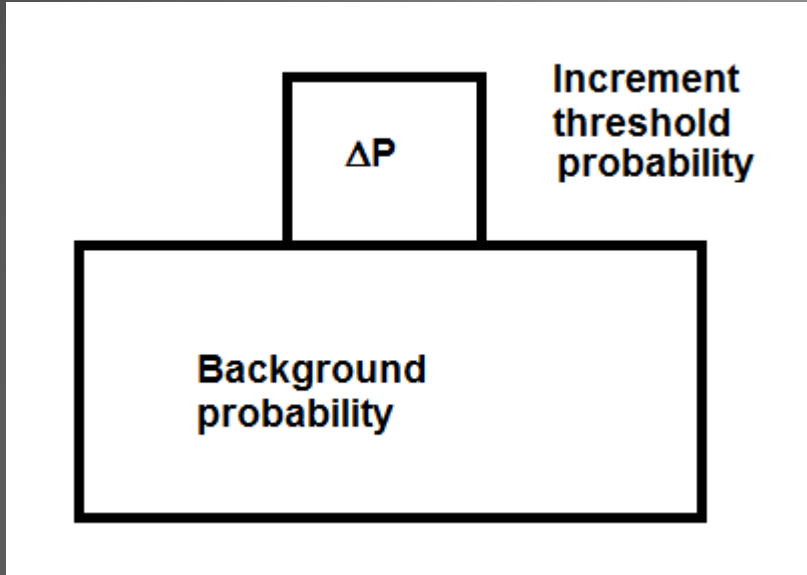 Increment
threshold
probability
ΔP
Background
probability